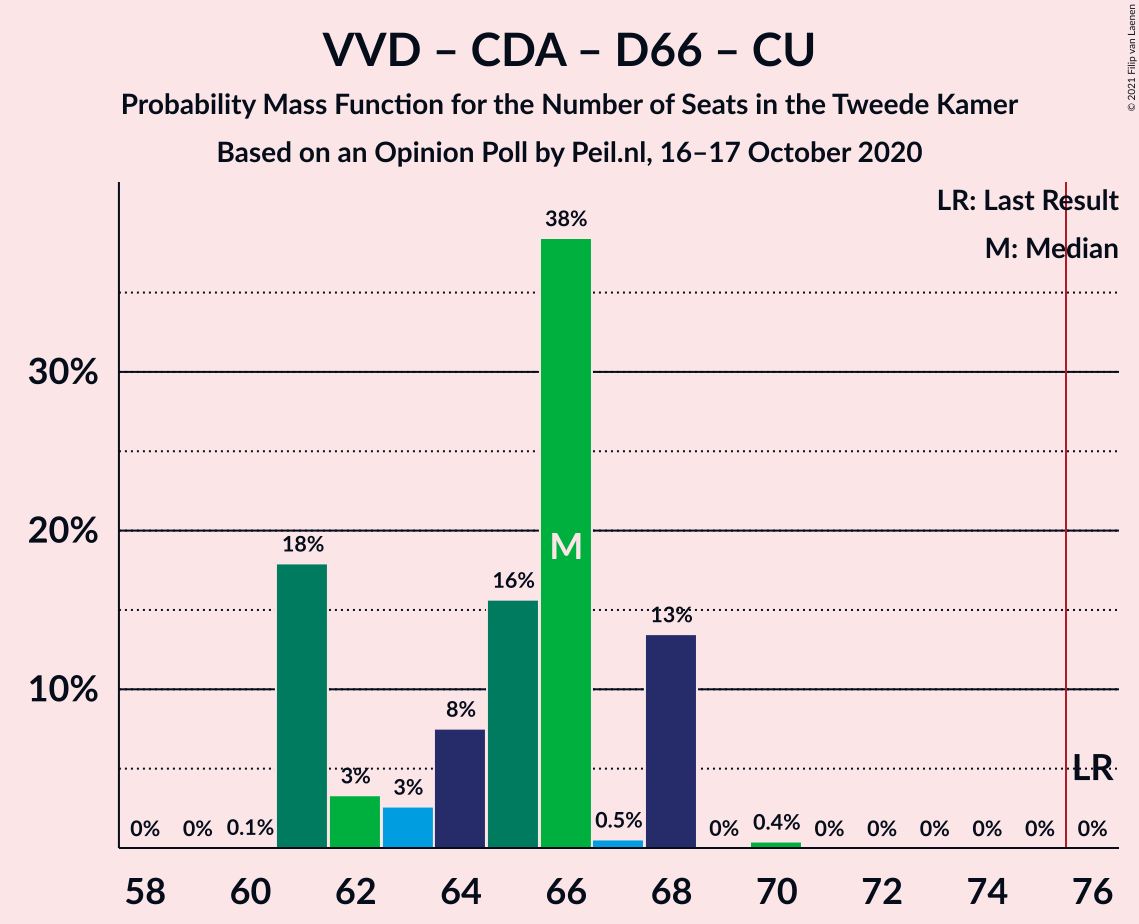 VVD – CDA – D66 – CU
Probability Mass Function for the Number of Seats in the Tweede Kamer
Based on an Opinion Poll by Peil.nl, 16–17 October 2020
© 2021 Filip van Laenen
LR: Last Result
M: Median
38%
30%
20%
18%
M
16%
13%
10%
8%
LR
3%
3%
0% 0% 0.1% 0.5% 0% 0.4% 0% 0% 0% 0% 0% 0%
58 60 62 64 66 68 70 72 74 76